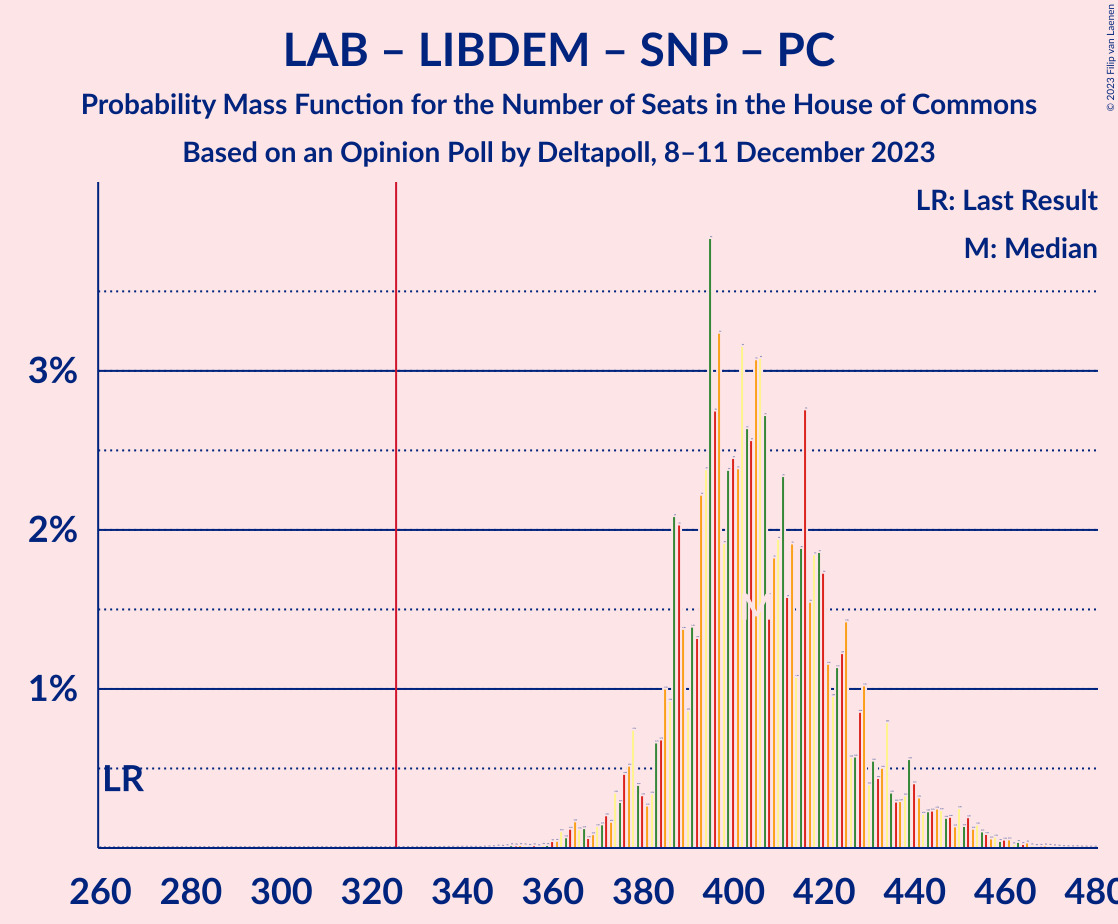 LAB – LIBDEM – SNP – PC
Probability Mass Function for the Number of Seats in the House of Commons
Based on an Opinion Poll by Deltapoll, 8–11 December 2023
© 2023 Filip van Laenen
LR: Last Result
M: Median
3%
2%
1%
M
LR
260 280 300 320 340 360 380 400 420 440 460 480